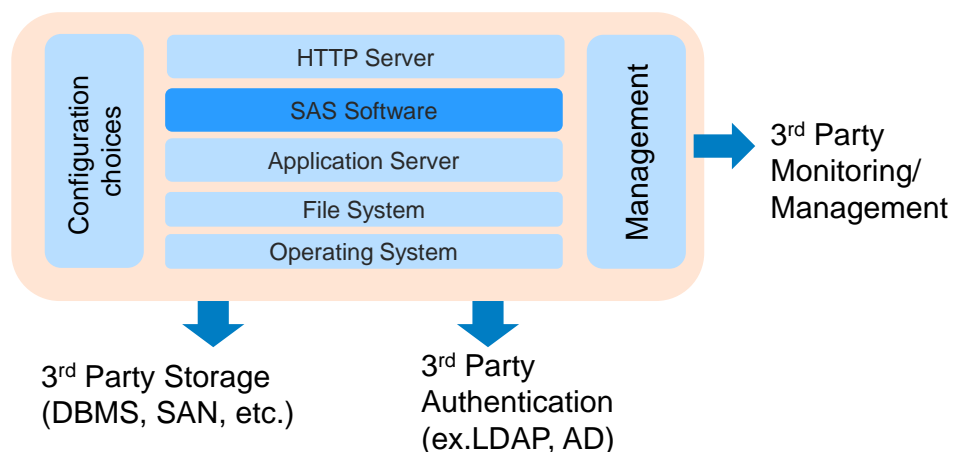 Configuration
choices
HTTP Server
SAS Software
Application Server
File System
Operating System
Management
3rd Party
Monitoring/
Management
3rd Party Storage
(DBMS, SAN, etc.)
3rd Party
Authentication
(ex.LDAP, AD)